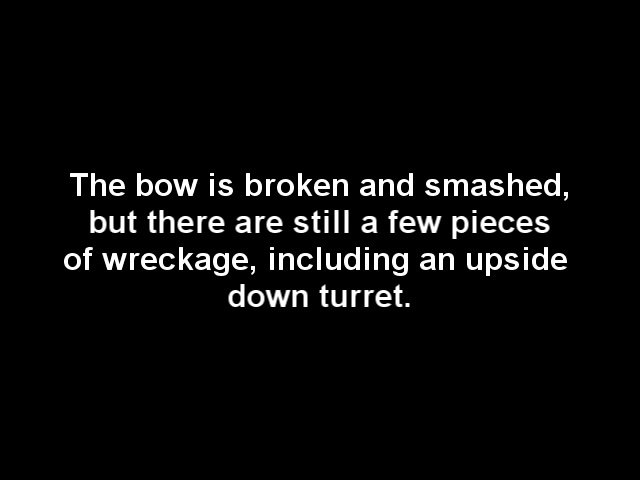 The bow is broken and smashed,
but there are still a few pieces
of wreckage, including an upside
down turret.